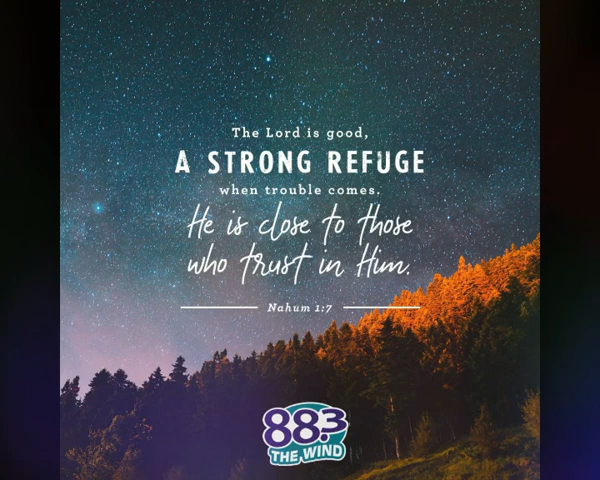 The Lord is good,
A STRONG REFUGE
when trouble comes.
He is close to those
who trust in Him.
Nahum 1:7
88.3
THE WIND